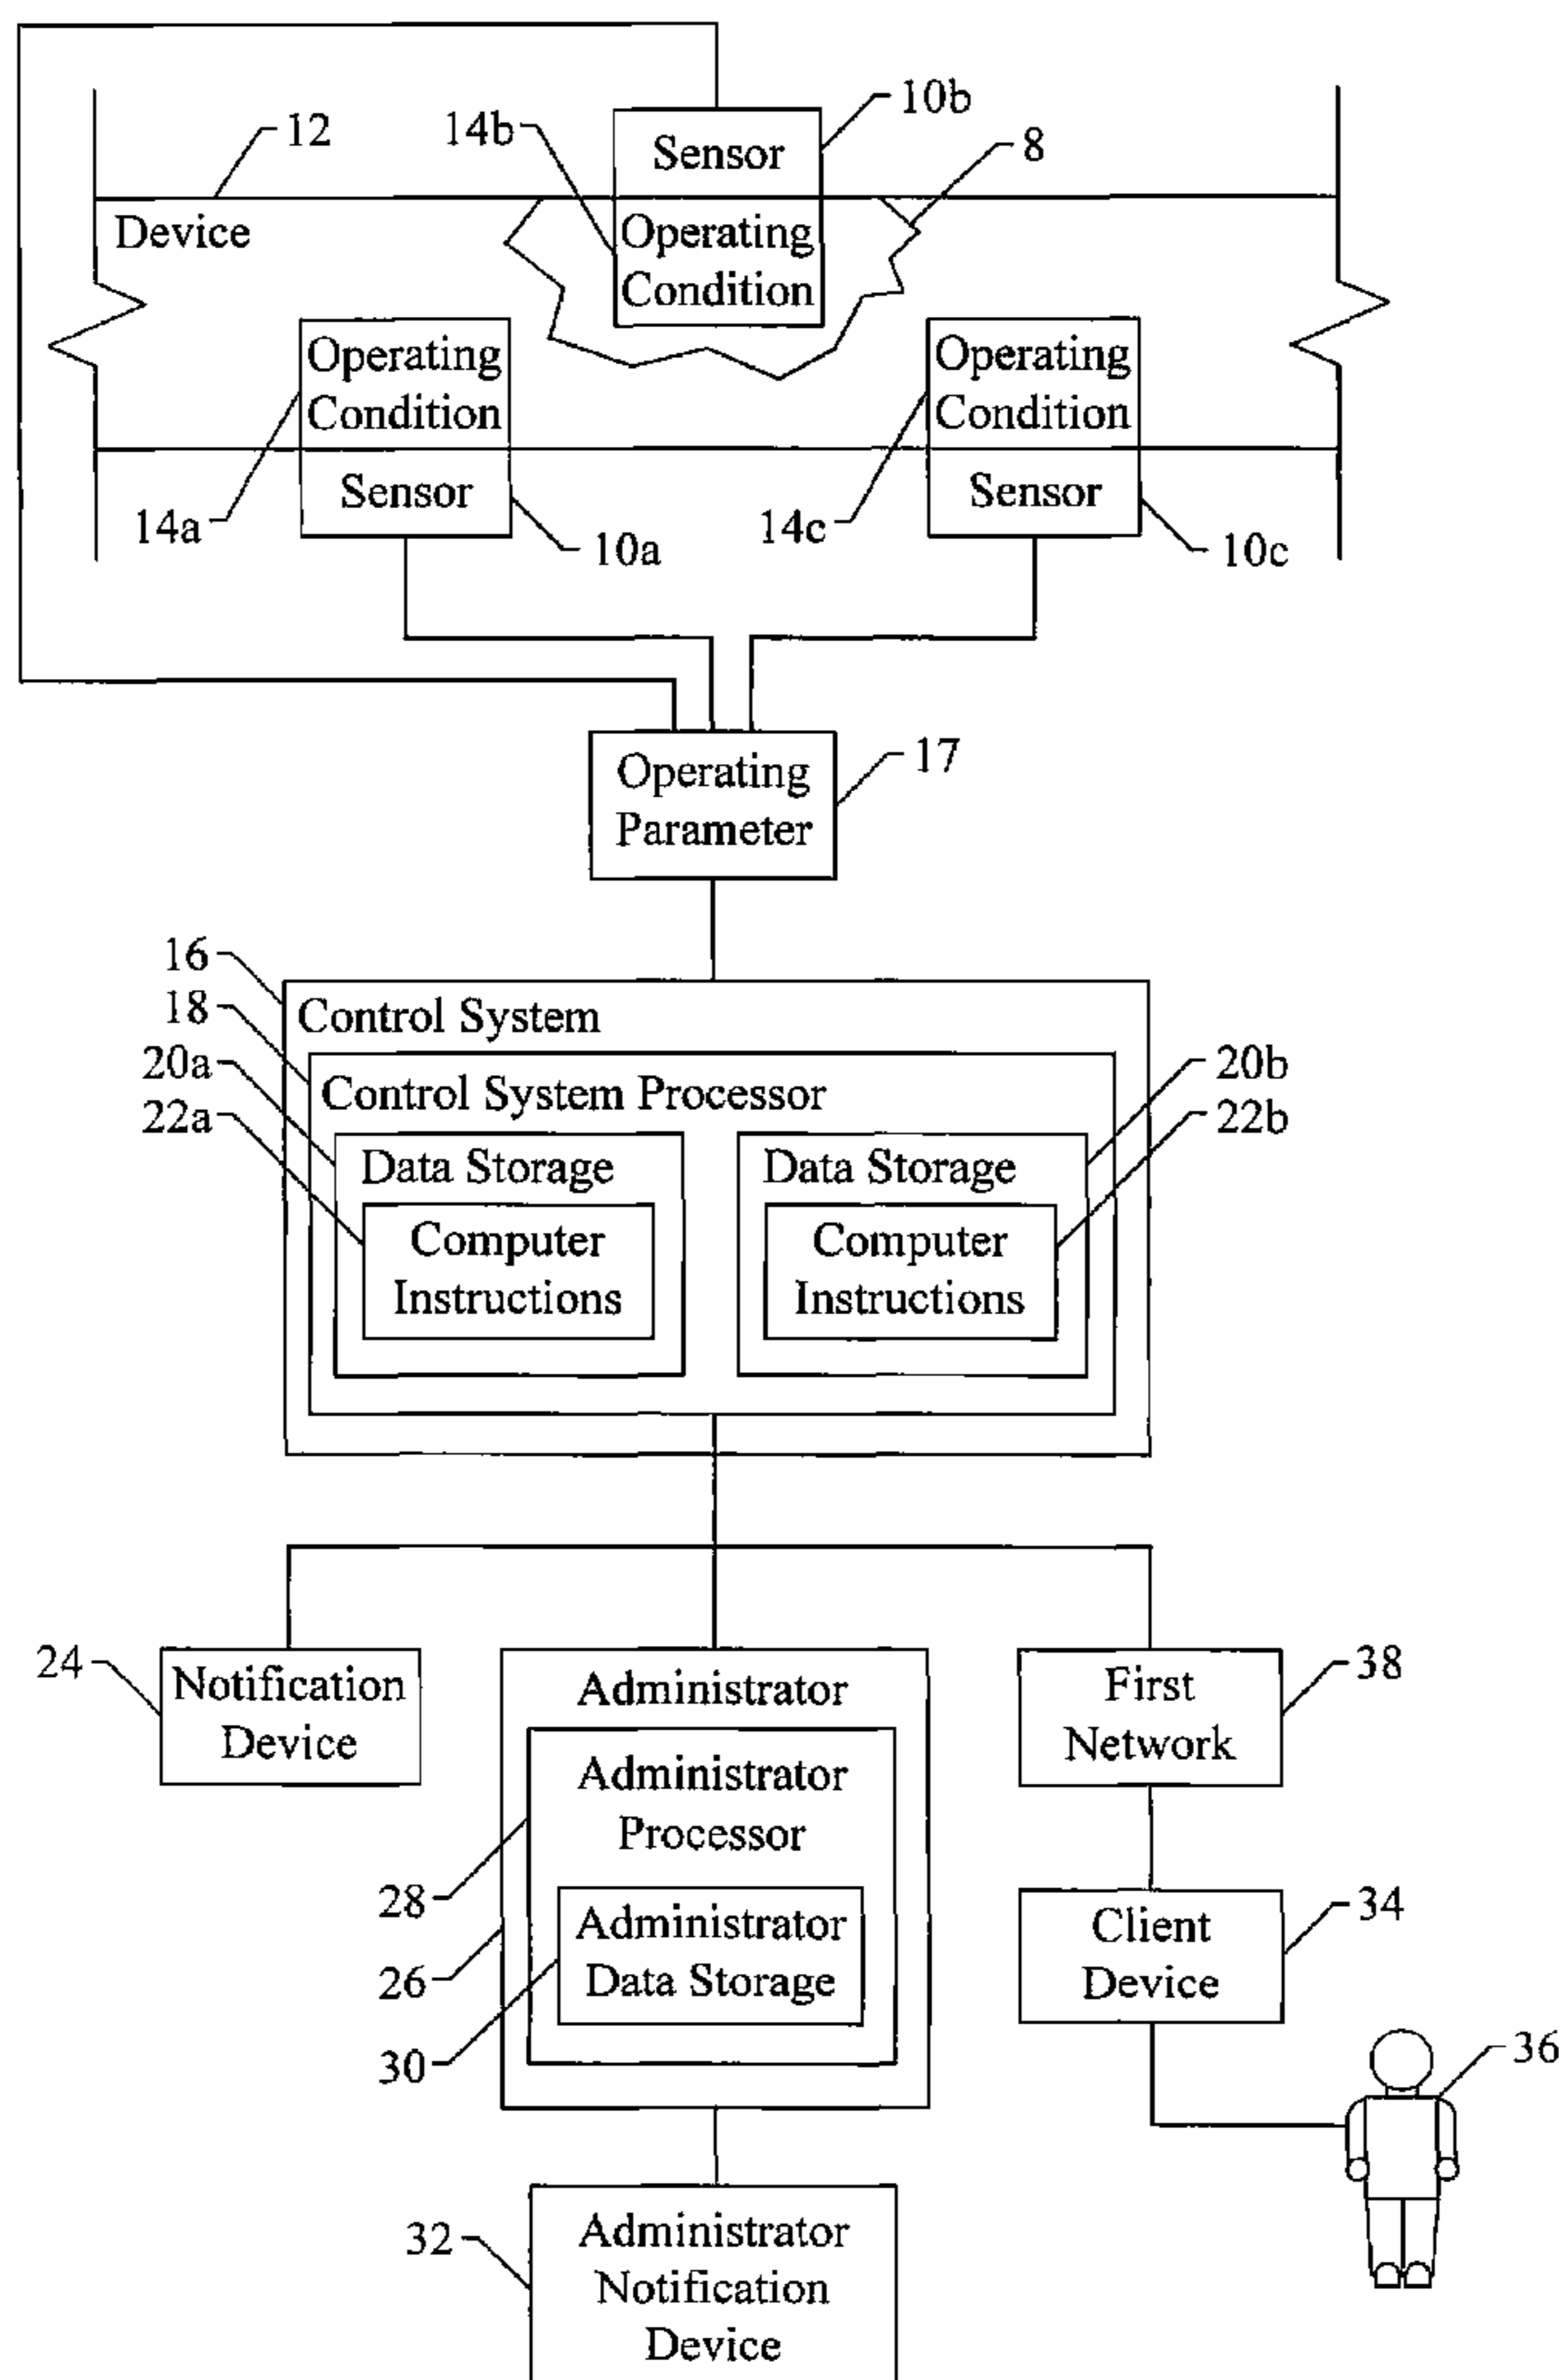 10b
14b
12
8
Sensor
Device
Operating
Condition
Operating
Condition
Operating
Condition
Sensor
Sensor
14a
10a
14c
10c
Operating
Parameter
17
16
Control System
18
20a
20b
Control System Processor
22a
22b
Data Storage
Data Storage
Computer
Instructions
Computer
Instructions
24
Notification
Device
Administrator
First
Network
38
Administrator
Processor
28
Administrator
Data Storage
26
30
Client
Device
34
36
32
Administrator
Notification
Device